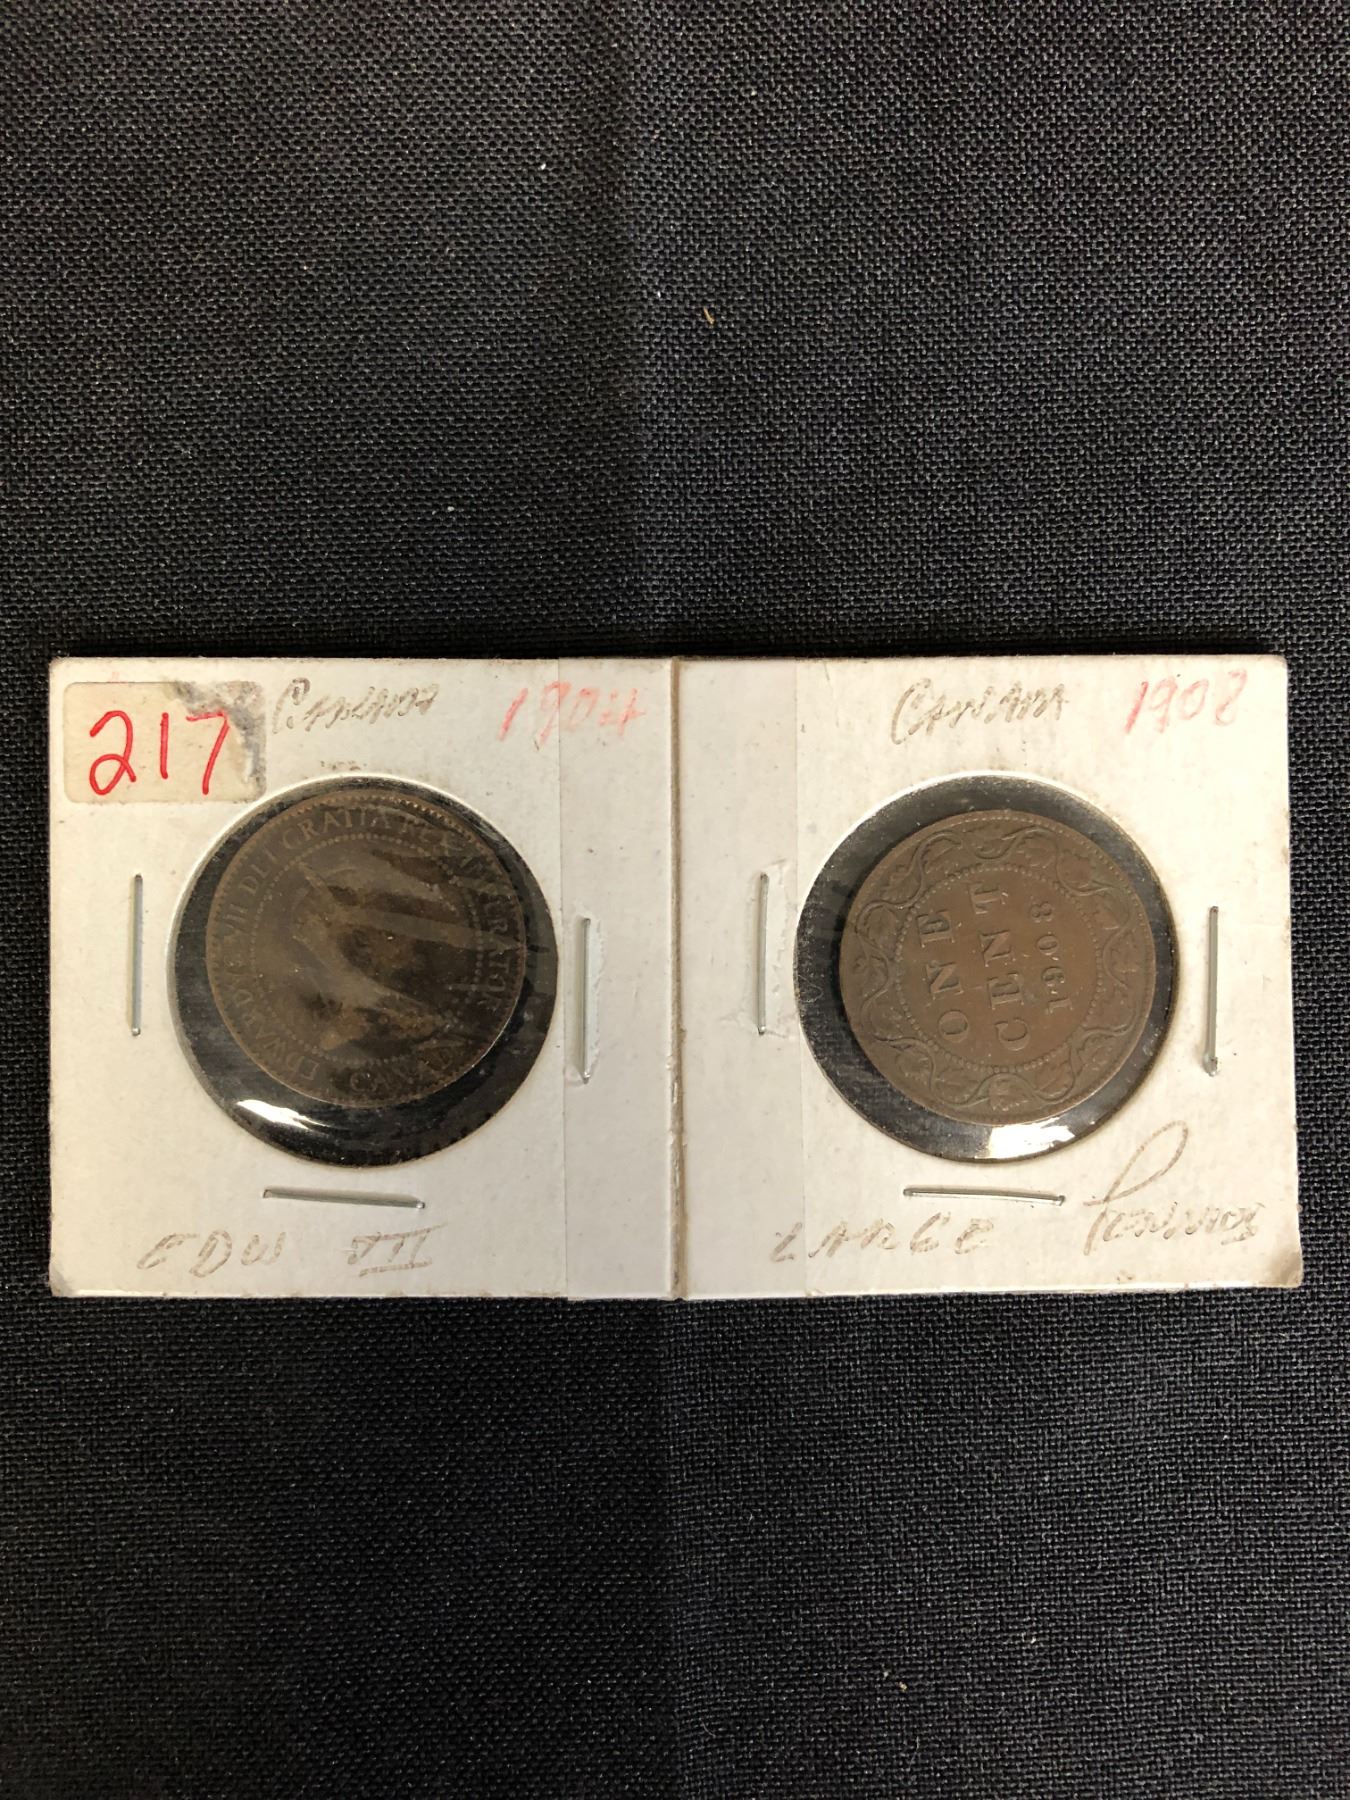 217
CANADA 1904
EDWARDVS VII DEI GRATIA REX IMPERATOR
CANADA
EDW VII
CANADA 1908
ONE
CENT
1908
LARGE